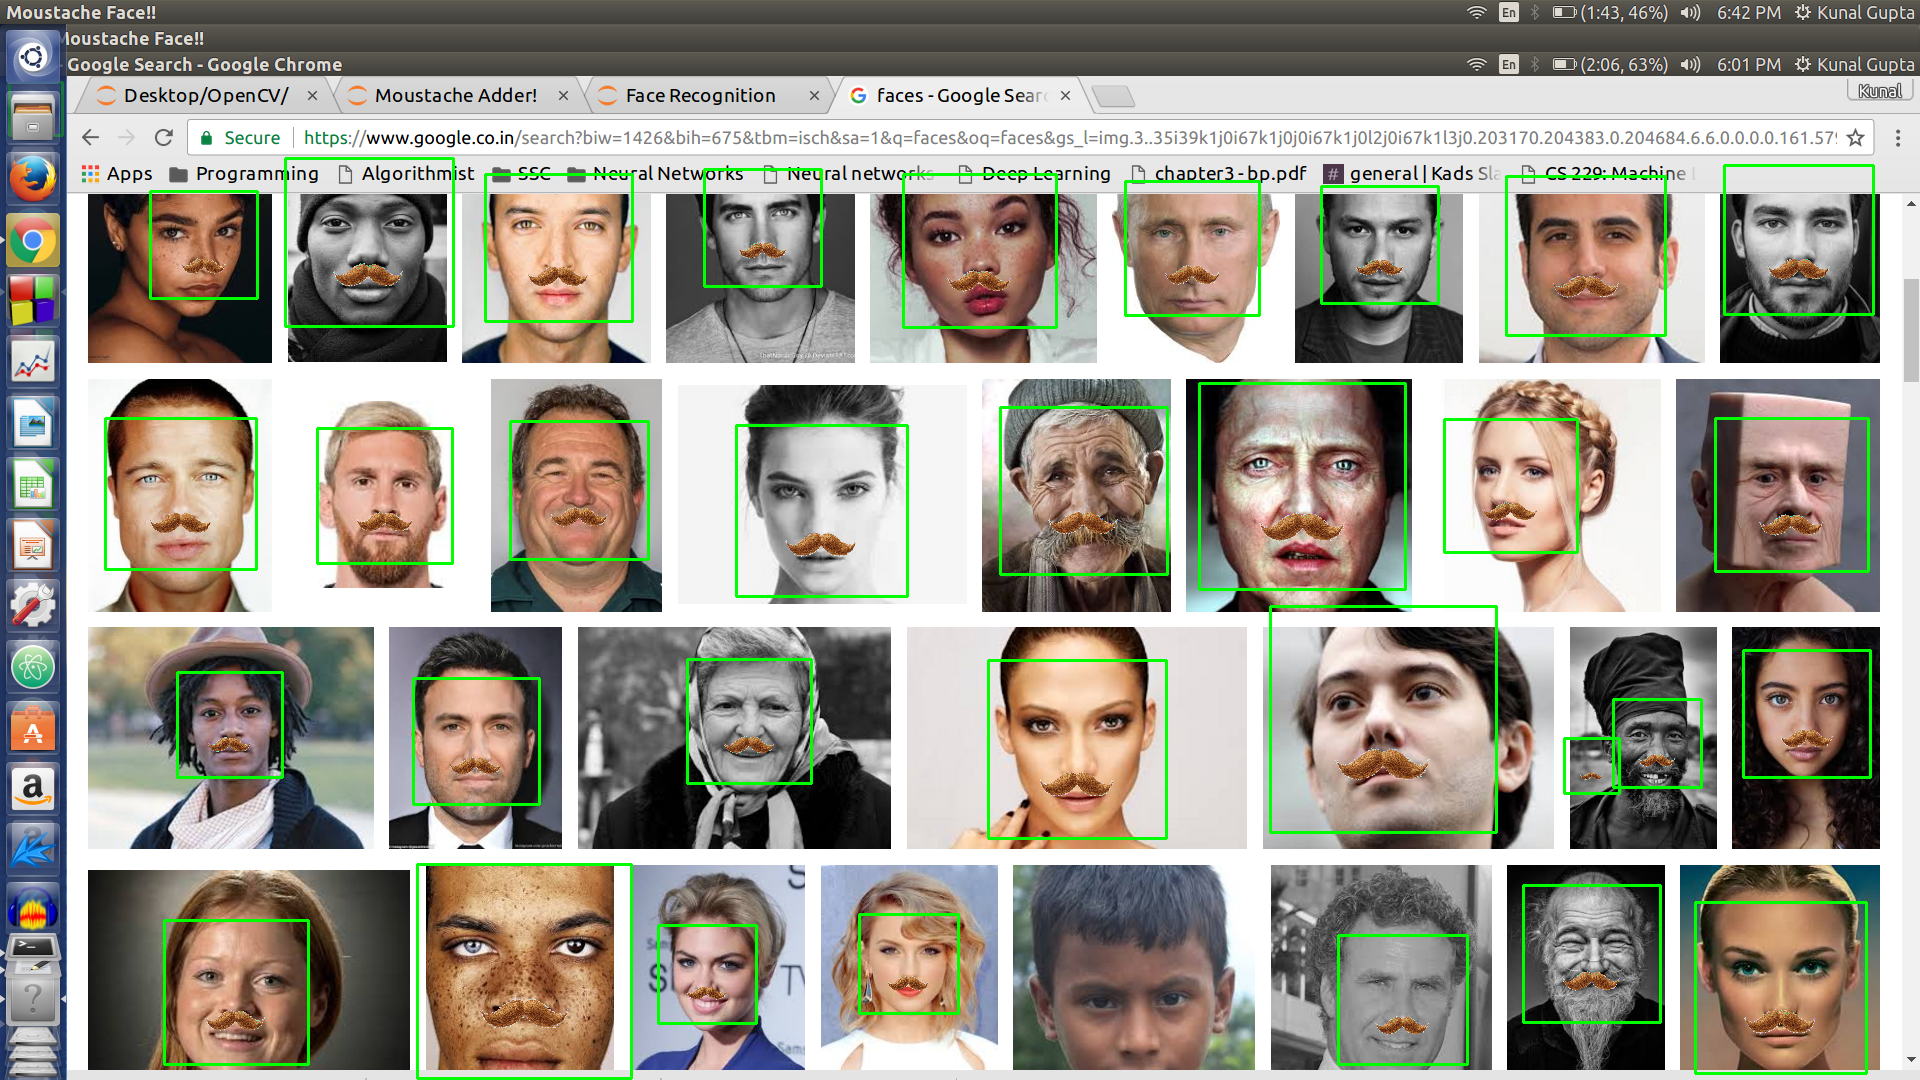 Moustache Face!!
En
(1:43, 46%)
6:42 PM
Kunal Gupta
Moustache Face!!
- Google Search - Google Chrome
En
(2:06, 63%)
6:01 PM
Kunal Gupta
Desktop/OpenCV/
Moustache Adder!
Face Recognition
faces - Google Sear
Kunal
Secure
https://www.google.co.in/search?biw=1426&bih=675&tbm=isch&sa=1&q=faces&oq=faces&gs_l=img.3..35i39k1j0i67k1j0j0i67k1j0l2j0i67k1l3j0.203170.204383.0.204684.6.6.0.0.0.0.161.579
Apps
Programming
Algorithmist
SSC
Neural Networks
Neural networks
Deep Learning
chapter3 - bp.pdf
# general | Kads Sla
CS 229: Machine L